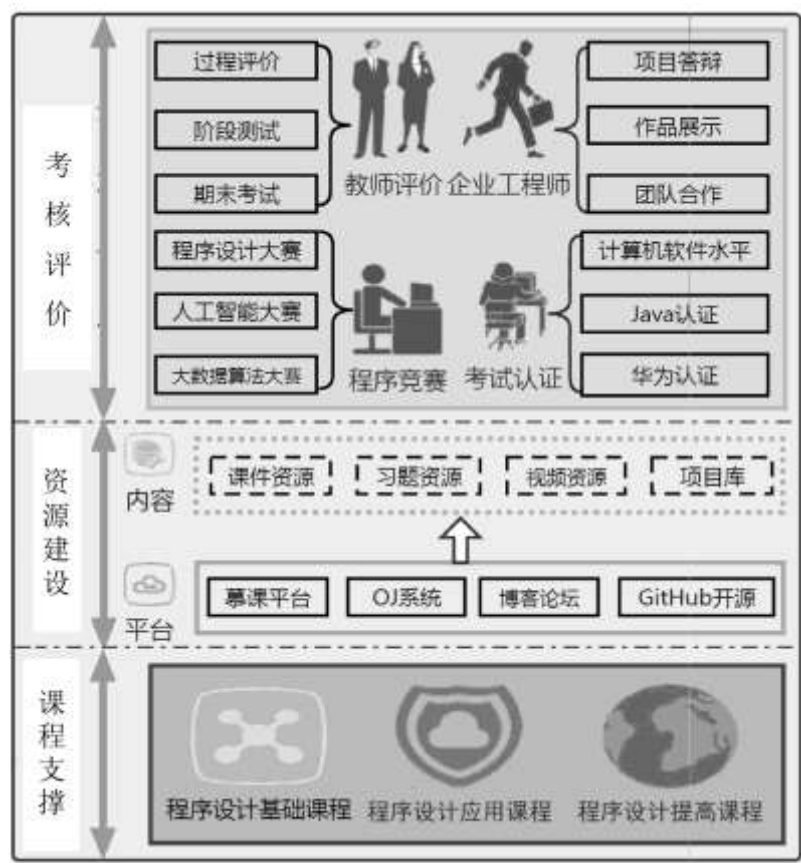 考核评价
过程评价
阶段测试
期末考试
教师评价
企业工程师
项目答辩
作品展示
团队合作
程序设计大赛
人工智能大赛
大数据算法大赛
程序竞赛
考试认证
计算机软件水平
Java认证
华为认证
资源建设
内容
课件资源
习题资源
视频资源
项目库
平台
慕课平台
OJ系统
博客论坛
GitHub开源
课程支撑
程序设计基础课程
程序设计应用课程
程序设计提高课程